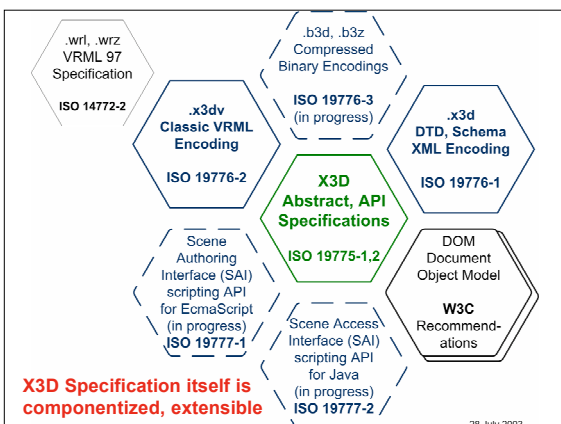 .wrl, .wrz
VRML 97
Specification
ISO 14772-2
.b3d, .b3z
Compressed
Binary Encodings
ISO 19776-3
(in progress)
.x3dv
Classic VRML
Encoding
ISO 19776-2
.x3d
DTD, Schema
XML Encoding
ISO 19776-1
X3D
Abstract, API
Specifications
ISO 19775-1,2
Scene
Authoring
Interface (SAI)
scripting API
for EcmaScript
(in progress)
ISO 19777-1
DOM
Document
Object Model
W3C
Recommend-
ations
Scene Access
Interface (SAI)
scripting API
for Java
(in progress)
ISO 19777-2
X3D Specification itself is
componentized, extensible
28 July 2003